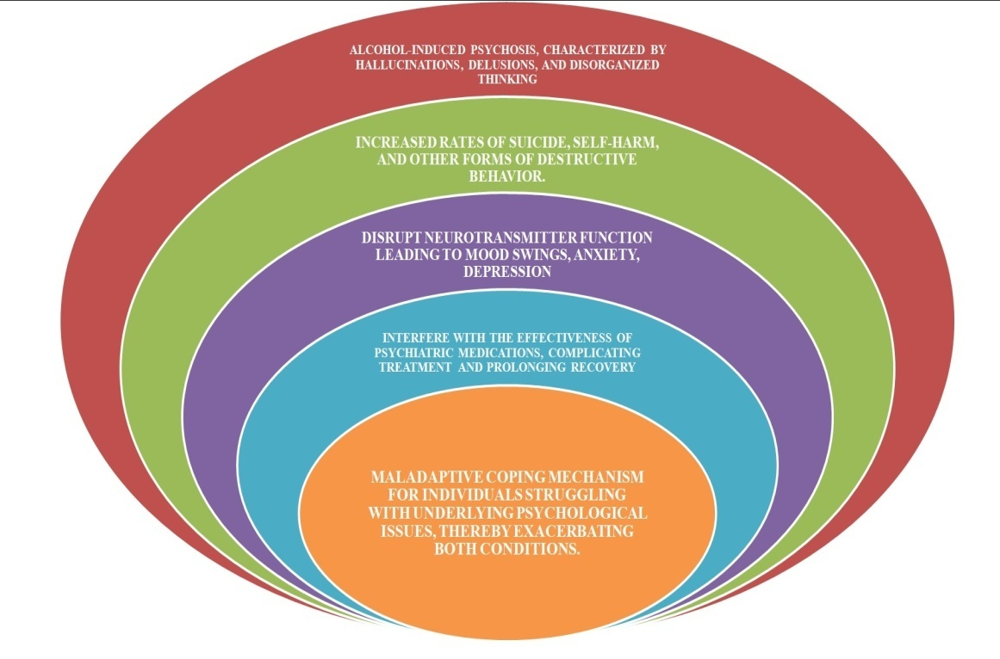 ALCOHOL-INDUCED PSYCHOSIS, CHARACTERIZED BY
HALLUCINATIONS, DELUSIONS, AND DISORGANIZED
THINKING
INCREASED RATES OF SUICIDE, SELF-HARM,
AND OTHER FORMS OF DESTRUCTIVE
BEHAVIOR.
DISRUPT NEUROTRANSMITTER FUNCTION
LEADING TO MOOD SWINGS, ANXIETY,
DEPRESSION
INTERFERE WITH THE EFFECTIVENESS OF
PSYCHIATRIC MEDICATIONS, COMPLICATING
TREATMENT AND PROLONGING RECOVERY
MALADAPTIVE COPING MECHANISM
FOR INDIVIDUALS STRUGGLING
WITH UNDERLYING PSYCHOLOGICAL
ISSUES, THEREBY EXACERBATING
BOTH CONDITIONS.